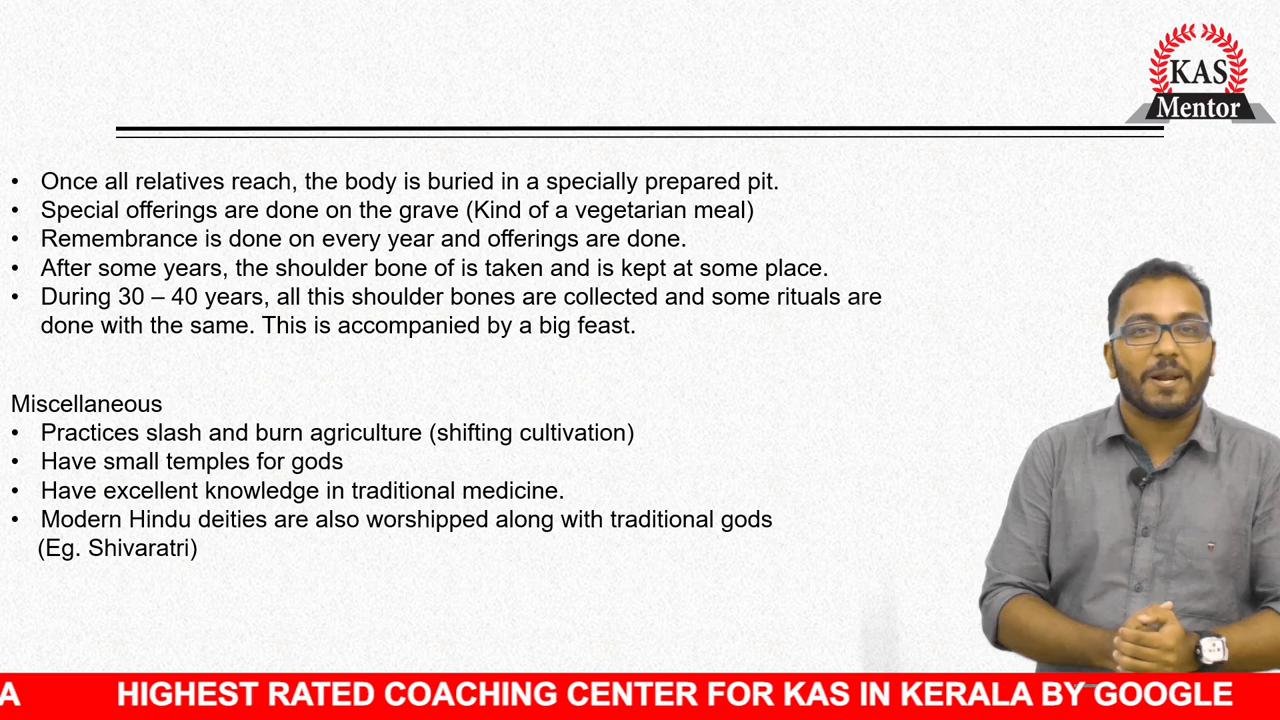 KAS
Mentor
• Once all relatives reach, the body is buried in a specially prepared pit.
• Special offerings are done on the grave (Kind of a vegetarian meal)
• Remembrance is done on every year and offerings are done.
• After some years, the shoulder bone of is taken and is kept at some place.
• During 30 – 40 years, all this shoulder bones are collected and some rituals are
done with the same. This is accompanied by a big feast.
Miscellaneous
• Practices slash and burn agriculture (shifting cultivation)
• Have small temples for gods
• Have excellent knowledge in traditional medicine.
• Modern Hindu deities are also worshipped along with traditional gods
(Eg. Shivaratri)
A HIGHEST RATED COACHING CENTER FOR KAS IN KERALA BY GOOGLE